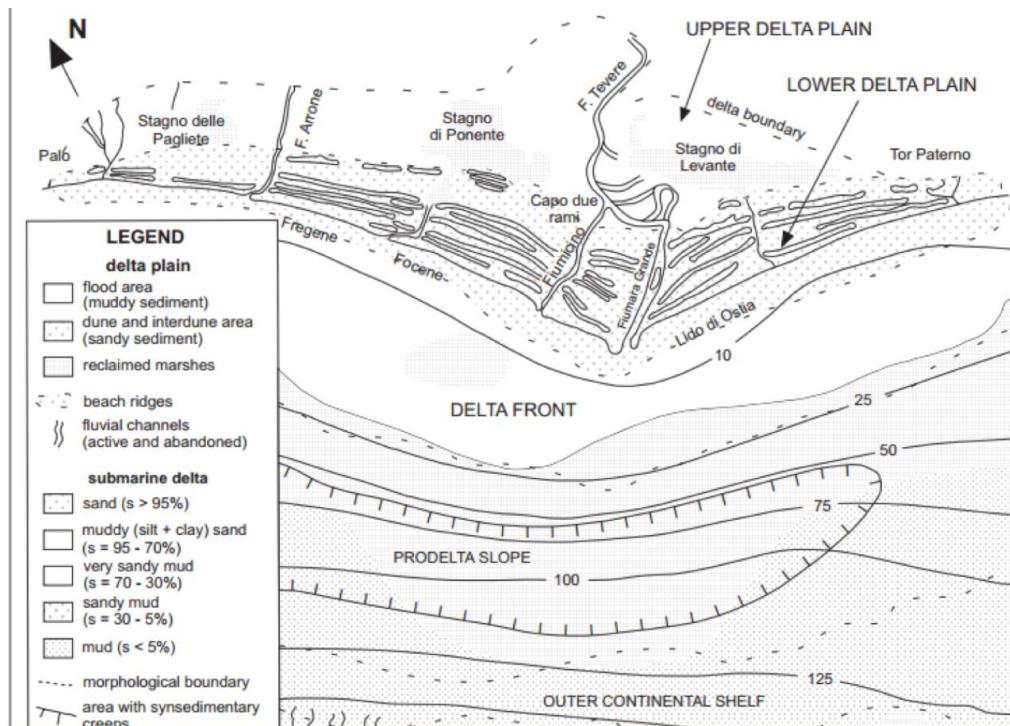 N
UPPER DELTA PLAIN
LOWER DELTA PLAIN
F. Tevere
delta boundary
Stagno delle
Pagliete
F. Arrone
Stagno
di Ponente
Stagno di
Levante
Tor Paterno
Palo
Capo due
rami
Fregene
Focene
Fiumicino
Fiumara Grande
Lido di Ostia
10
DELTA FRONT
25
50
75
PRODELTA SLOPE
100
125
OUTER CONTINENTAL SHELF
LEGEND
delta plain
flood area
(muddy sediment)
dune and interdune area
(sandy sediment)
reclaimed marshes
beach ridges
fluvial channels
(active and abandoned)
submarine delta
sand (s > 95%)
muddy (silt + clay) sand
(s = 95 - 70%)
very sandy mud
(s = 70 - 30%)
sandy mud
(s = 30 - 5%)
mud (s < 5%)
morphological boundary
area with synsedimentary
creeps